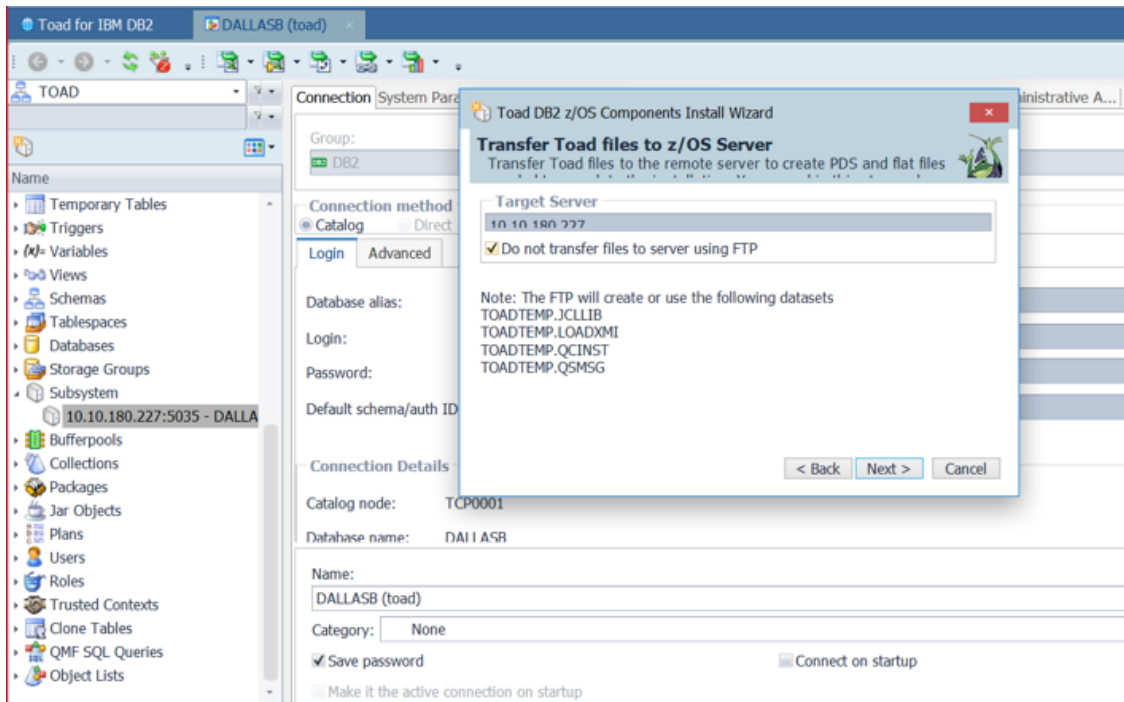 Toad for IBM DB2
DALLASB (toad)
TOAD
Name
Temporary Tables
Triggers
(x)= Variables
Views
Schemas
Tablespaces
Databases
Storage Groups
Subsystem
10.10.180.227:5035 - DALLA
Bufferpools
Collections
Packages
Jar Objects
Plans
Users
Roles
Trusted Contexts
Clone Tables
QMF SQL Queries
Object Lists
Connection System Para
inistrative A...
Group:
DB2
Connection method
Catalog Direct
Login Advanced
Database alias:
Login:
Password:
Default schema/auth ID
Connection Details
Catalog node: TCP0001
Database name: DALLASB
Name:
DALLASB (toad)
Category: None
Save password Connect on startup
Make it the active connection on startup
Toad DB2 z/OS Components Install Wizard
Transfer Toad files to z/OS Server
Transfer Toad files to the remote server to create PDS and flat files
Target Server
10.10.180.227
Do not transfer files to server using FTP
Note: The FTP will create or use the following datasets
TOADTEMP.JCLLIB
TOADTEMP.LOADXMI
TOADTEMP.QCINST
TOADTEMP.QSMSG
< Back Next > Cancel